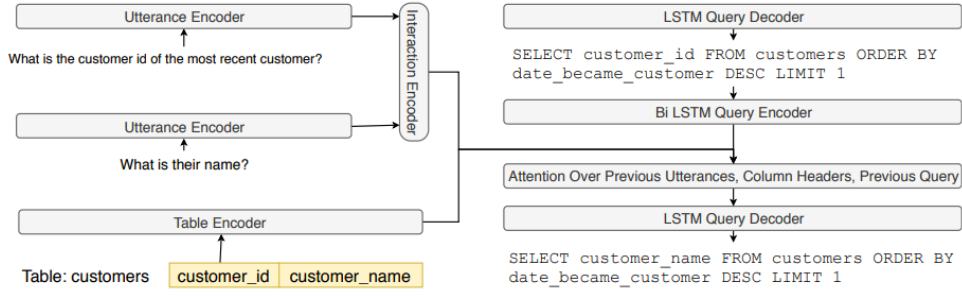 Utterance Encoder
What is the customer id of the most recent customer?
Utterance Encoder
What is their name?
Interaction Encoder
Table Encoder
Table: customers customer_id customer_name
LSTM Query Decoder
SELECT customer_id FROM customers ORDER BY
date_became_customer DESC LIMIT 1
Bi LSTM Query Encoder
Attention Over Previous Utterances, Column Headers, Previous Query
LSTM Query Decoder
SELECT customer_name FROM customers ORDER BY
date_became_customer DESC LIMIT 1